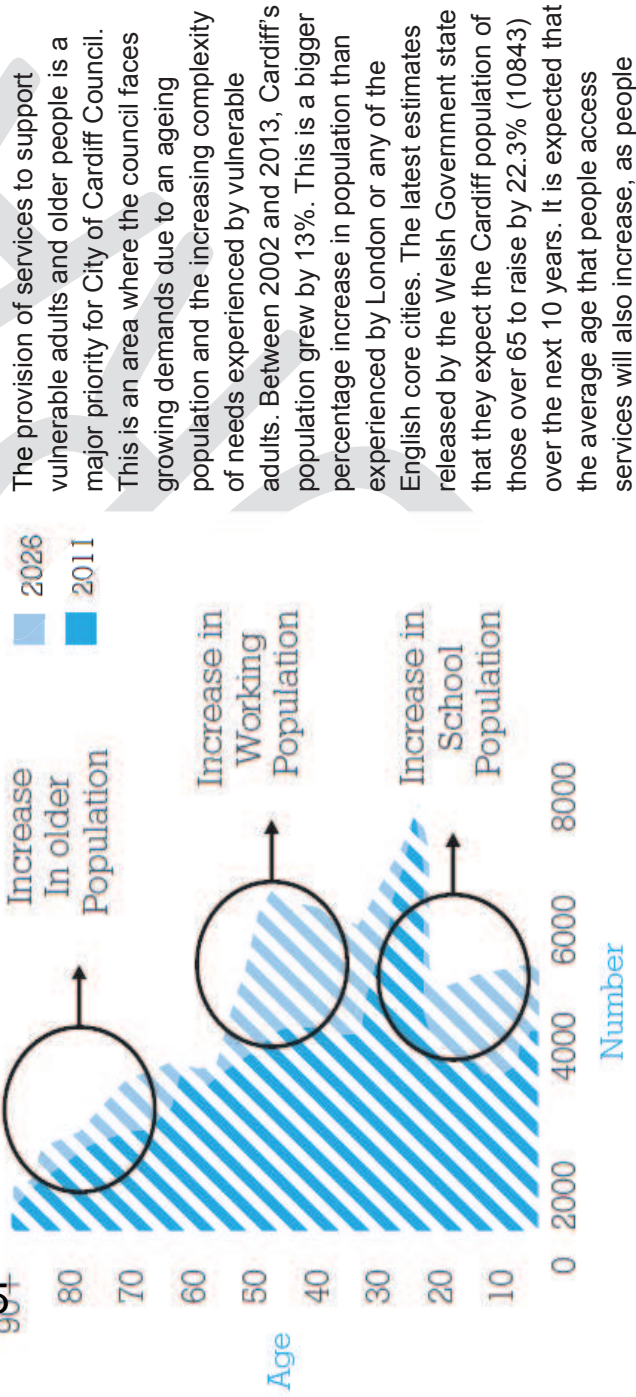 2026
2011
Increase
In older
Population
Increase in
Working
Population
Increase in
School
Population
Age
90+
80
70
60
50
40
30
20
10
0 2000 4000 6000 8000
Number
The provision of services to support
vulnerable adults and older people is a
major priority for City of Cardiff Council.
This is an area where the council faces
growing demands due to an ageing
population and the increasing complexity
of needs experienced by vulnerable
adults. Between 2002 and 2013, Cardiff's
population grew by 13%. This is a bigger
percentage increase in population than
experienced by London or any of the
English core cities. The latest estimates
released by the Welsh Government state
that they expect the Cardiff population of
those over 65 to raise by 22.3% (10843)
over the next 10 years. It is expected that
the average age that people access
services will also increase, as people